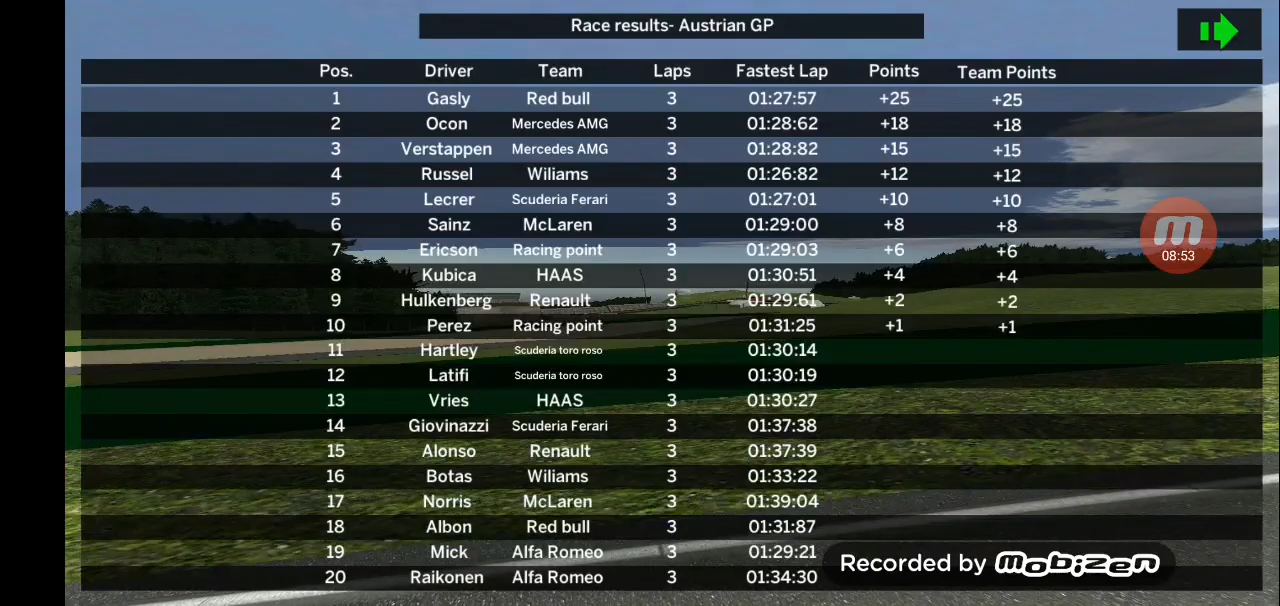 Race results- Austrian GP
Pos. Driver Team Laps Fastest Lap Points Team Points
1 Gasly Red bull 3 01:27:57 +25 +25
2 Ocon Mercedes AMG 3 01:28:62 +18 +18
3 Verstappen Mercedes AMG 3 01:28:82 +15 +15
4 Russel Wiliams 3 01:26:82 +12 +12
5 Lecrer Scuderia Ferari 3 01:27:01 +10 +10
6 Sainz McLaren 3 01:29:00 +8 +8
7 Ericson Racing point 3 01:29:03 +6 +6
8 Kubica HAAS 3 01:30:51 +4 +4
9 Hulkenberg Renault 3 01:29:61 +2 +2
10 Perez Racing point 3 01:31:25 +1 +1
11 Hartley Scuderia toro roso 3 01:30:14
12 Latifi Scuderia toro roso 3 01:30:19
13 Vries HAAS 3 01:30:27
14 Giovinazzi Scuderia Ferari 3 01:37:38
15 Alonso Renault 3 01:37:39
16 Botas Wiliams 3 01:33:22
17 Norris McLaren 3 01:39:04
18 Albon Red bull 3 01:31:87
19 Mick Alfa Romeo 3 01:29:21
20 Raikonen Alfa Romeo 3 01:34:30
m
08:53
Recorded by mobizen